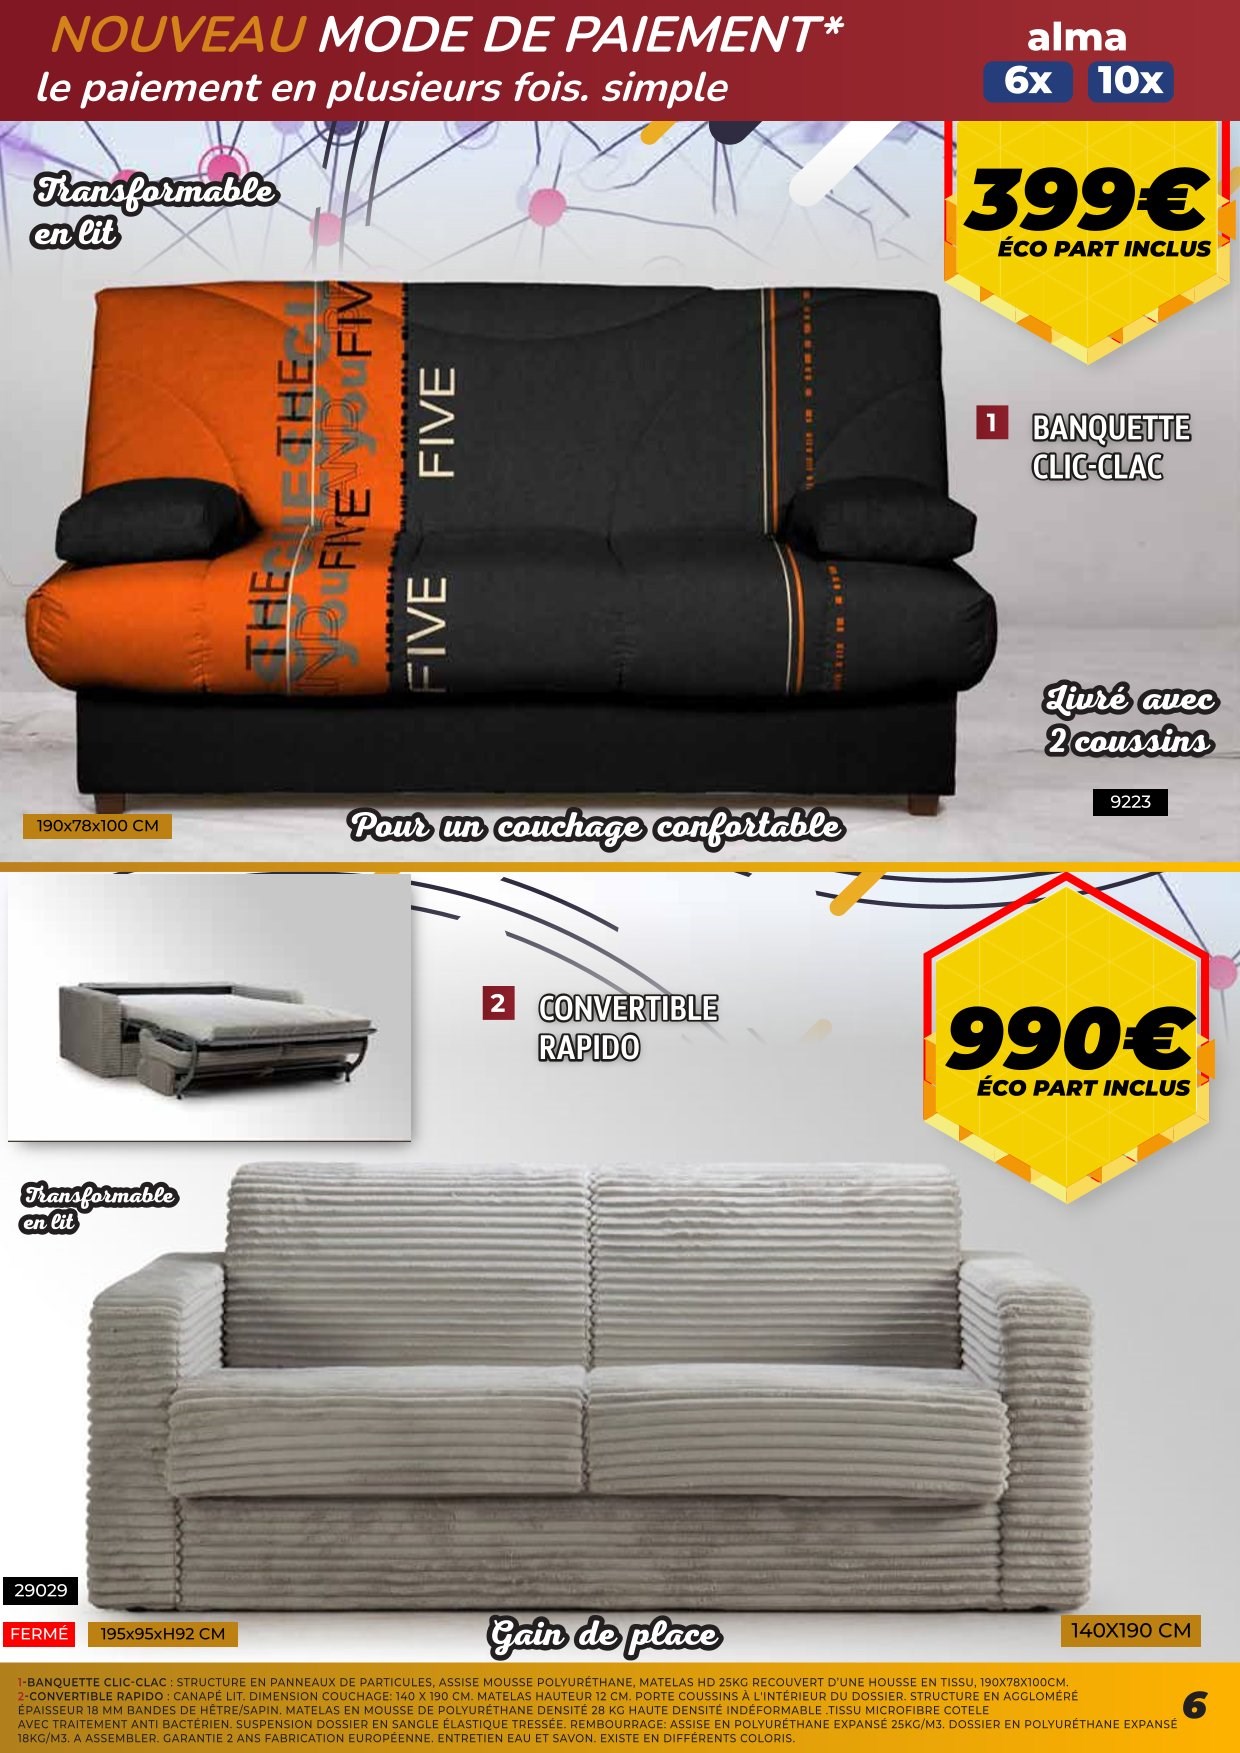 NOUVEAU MODE DE PAIEMENT*
le paiement en plusieurs fois. simple
alma
6x 10x
Transformable
en lit
399€
ÉCO PART INCLUS
THE THE
FIVE
FIVE
FIVE
1 BANQUETTE
CLIC-CLAC
Livré avec
2 coussins
9223
190x78x100 CM
Pour un couchage confortable
2 CONVERTIBLE
RAPIDO
990€
ÉCO PART INCLUS
Transformable
en lit
29029
FERMÉ 195x95xH92 CM
Gain de place
140X190 CM
1-BANQUETTE CLIC-CLAC : STRUCTURE EN PANNEAUX DE PARTICULES, ASSISE MOUSSE POLYURÉTHANE, MATELAS HD 25KG RECOUVERT D'UNE HOUSSE EN TISSU, 190X78X100CM.
2-CONVERTIBLE RAPIDO : CANAPÉ LIT. DIMENSION COUCHAGE: 140 X 190 CM. MATELAS HAUTEUR 12 CM. PORTE COUSSINS À L'INTÉRIEUR DU DOSSIER. STRUCTURE EN AGGLOMÉRÉ
ÉPAISSEUR 18 MM BANDES DE HÊTRE/SAPIN. MATELAS EN MOUSSE DE POLYURÉTHANE DENSITÉ 28 KG HAUTE DENSITÉ INDÉFORMABLE .TISSU MICROFIBRE COTELE
AVEC TRAITEMENT ANTI BACTÉRIEN. SUSPENSION DOSSIER EN SANGLE ÉLASTIQUE TRESSÉE. REMBOURRAGE: ASSISE EN POLYURÉTHANE EXPANSÉ 25KG/M3. DOSSIER EN POLYURÉTHANE EXPANSÉ
18KG/M3. A ASSEMBLER. GARANTIE 2 ANS FABRICATION EUROPÉENNE. ENTRETIEN EAU ET SAVON. EXISTE EN DIFFÉRENTS COLORIS.
6